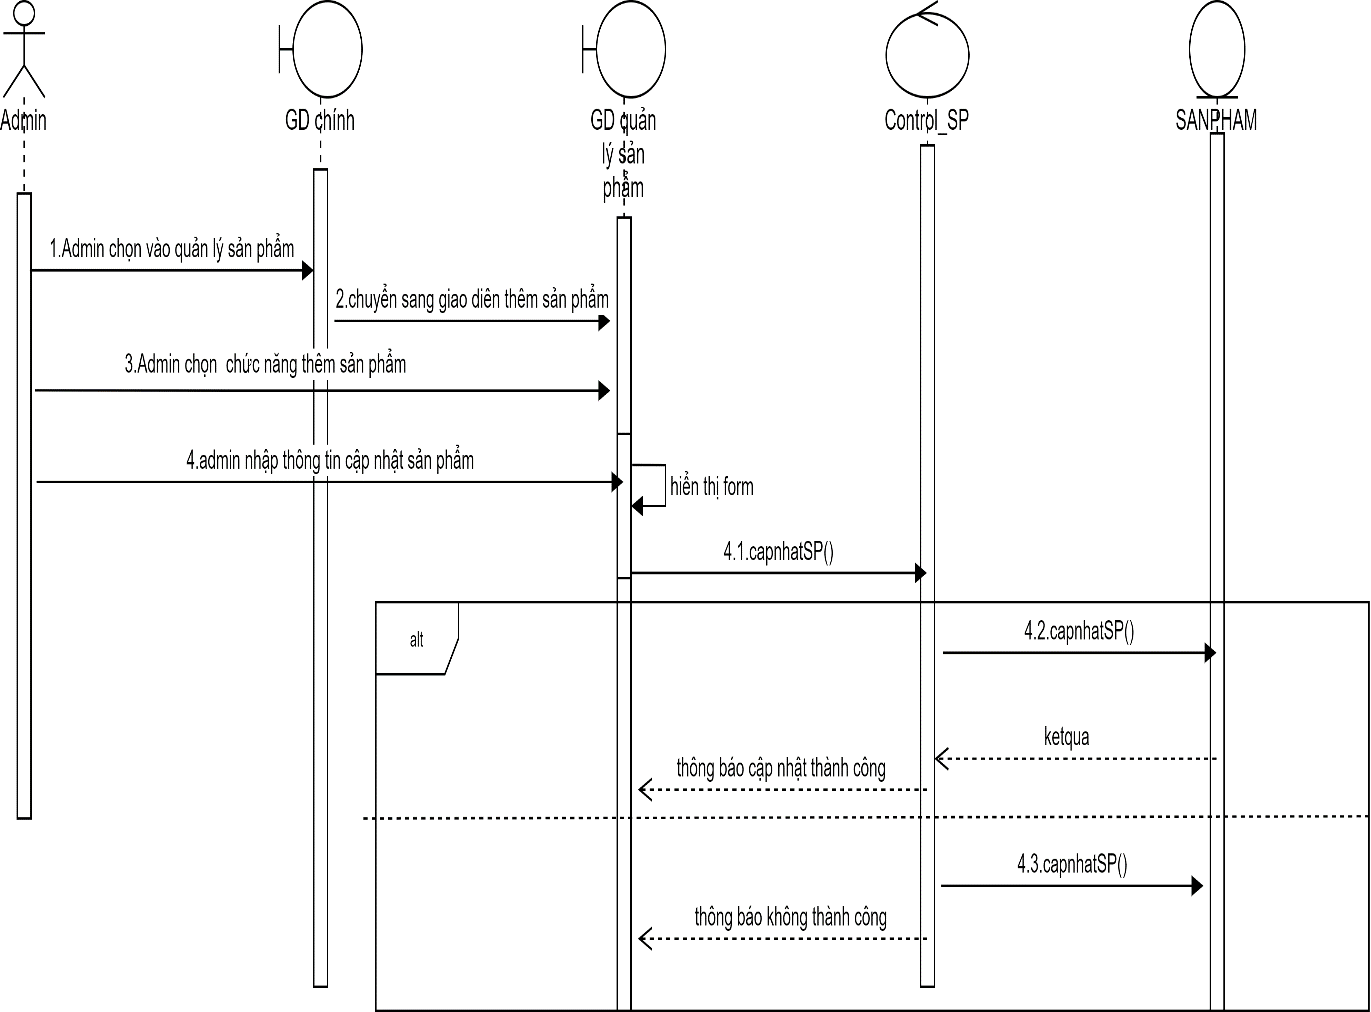 Admin
GD chính
GD quản
lý sản
phẩm
Control_SP
SANPHAM
1.Admin chọn vào quản lý sản phẩm
2.chuyển sang giao diên thêm sản phẩm
3.Admin chọn  chức năng thêm sản phẩm
4.admin nhập thông tin cập nhật sản phẩm
hiển thị form
4.1.capnhatSP()
alt
4.2.capnhatSP()
ketqua
thông báo cập nhật thành công
4.3.capnhatSP()
thông báo không thành công